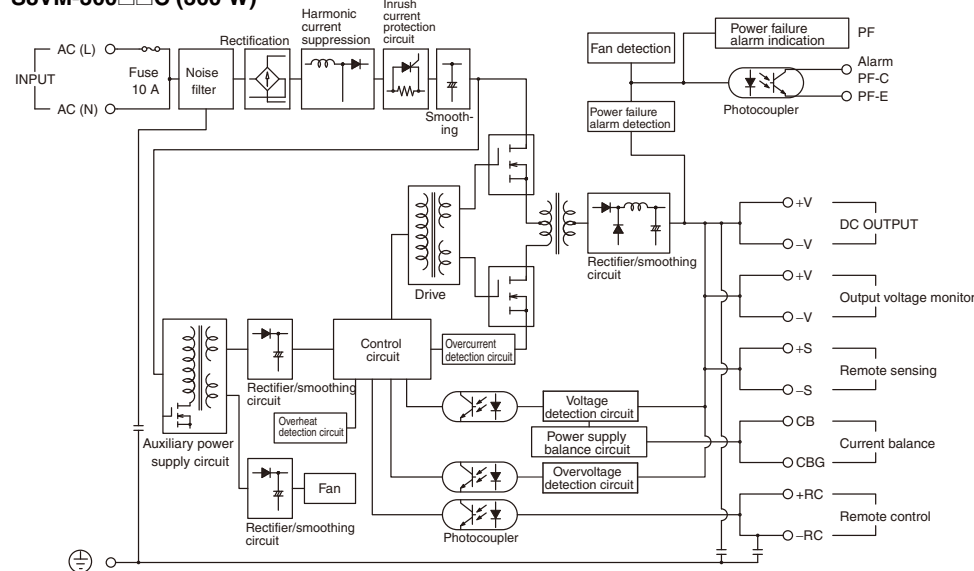 AC (L)
INPUT
AC (N)
Fuse
10 A
Noise
filter
Rectification
Harmonic
current
suppression
Inrush
current
protection
circuit
Smooth-
ing
Fan detection
Power failure
alarm indication
PF
Alarm
PF-C
PF-E
Photocoupler
Power failure
alarm detection
Rectifier/smoothing
circuit
Drive
+V
DC OUTPUT
–V
+V
Output voltage monitor
–V
+S
Remote sensing
–S
CB
Current balance
CBG
+RC
Remote control
–RC
Control
circuit
Overcurrent
detection circuit
Rectifier/smoothing
circuit
Overheat
detection circuit
Auxiliary power
supply circuit
Voltage
detection circuit
Power supply
balance circuit
Overvoltage
detection circuit
Fan
Rectifier/smoothing
circuit
Photocoupler